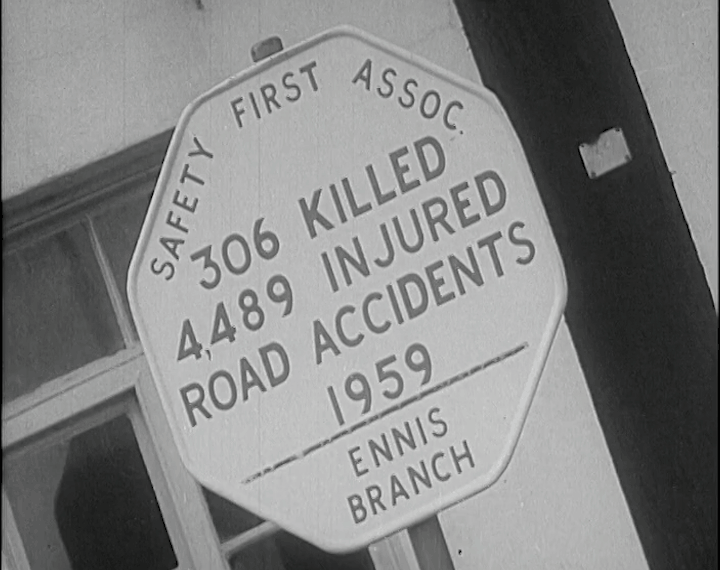 SAFETY FIRST ASSOC.
306 KILLED
4,489 INJURED
ROAD ACCIDENTS
1959
ENNIS
BRANCH